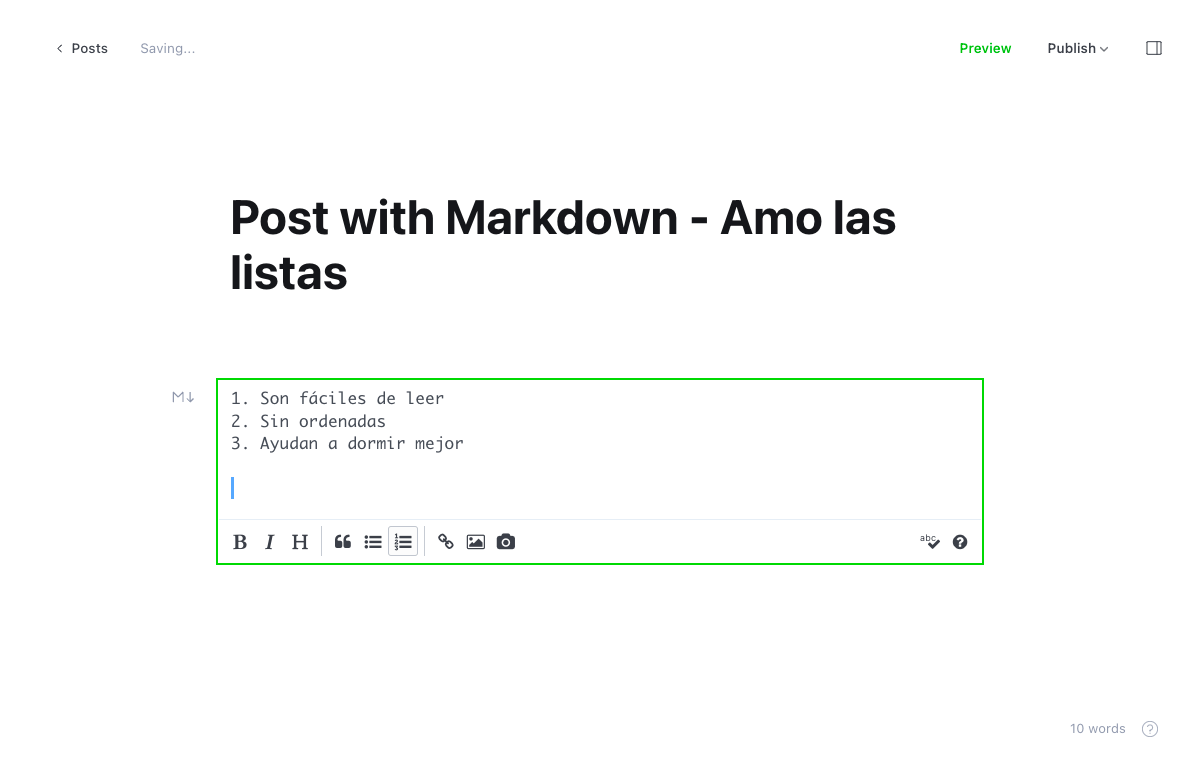 Posts
Saving...
Preview
Publish
Post with Markdown - Amo las
listas
M↓
1. Son fáciles de leer
2. Sin ordenadas
3. Ayudan a dormir mejor
B I H
abc
10 words